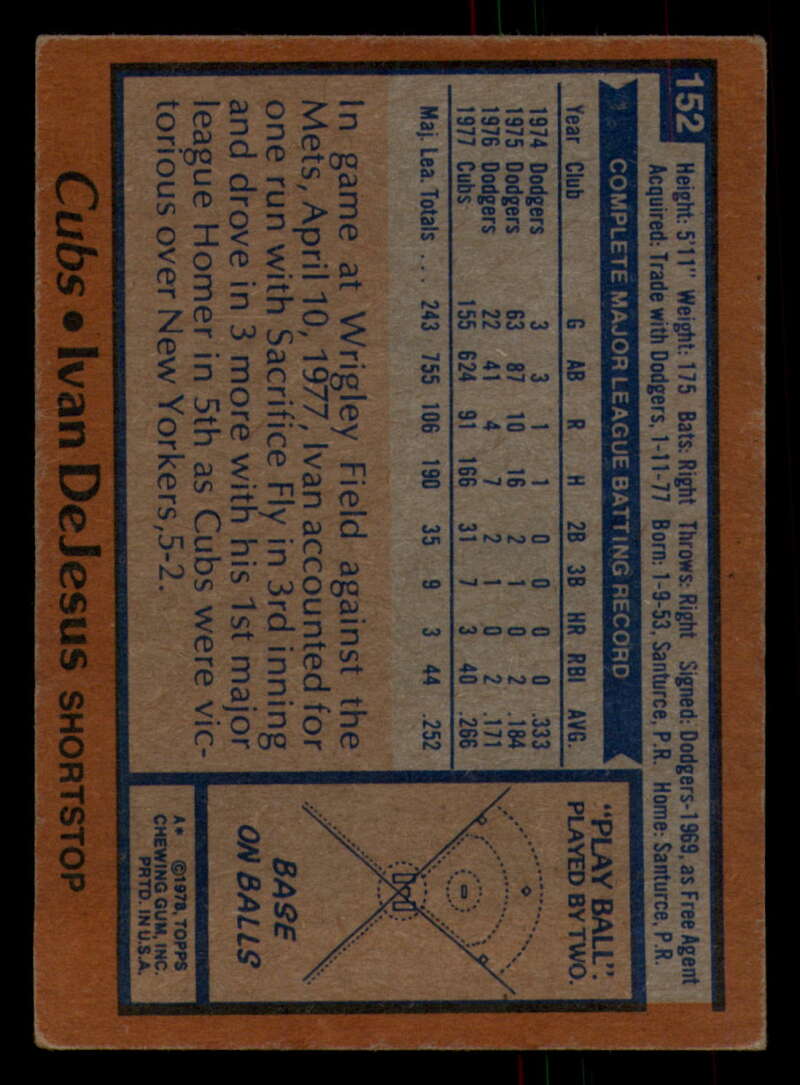 152
Height: 5'11" Weight: 175 Bats: Right Throws: Right Signed: Dodgers-1969, as Free Agent
Acquired: Trade with Dodgers, 1-11-77 Born: 1-9-53, Santurce, P.R. Home: Santurce, P.R.
COMPLETE MAJOR LEAGUE BATTING RECORD
Year Club G AB R H 2B 3B HR RBI AVG.
1974 Dodgers 3 3 1 1 0 0 0 0 .333
1975 Dodgers 63 87 10 16 2 1 0 2 .184
1976 Dodgers 22 41 4 7 2 1 0 2 .171
1977 Cubs 155 624 91 166 31 7 3 40 .266
Maj. Lea. Totals . . . 243 755 106 190 35 9 3 44 .252
In game at Wrigley Field against the
Mets, April 10, 1977, Ivan accounted for
one run with Sacrifice Fly in 3rd inning
and drove in 3 more with his 1st major
league Homer in 5th as Cubs were vic-
torious over New Yorkers, 5-2.
"PLAY BALL":
PLAYED BY TWO.
BASE
ON BALLS
A* ©1978, TOPPS
CHEWING GUM, INC.
PRTD. IN U.S.A.
Cubs • Ivan DeJesus SHORTSTOP